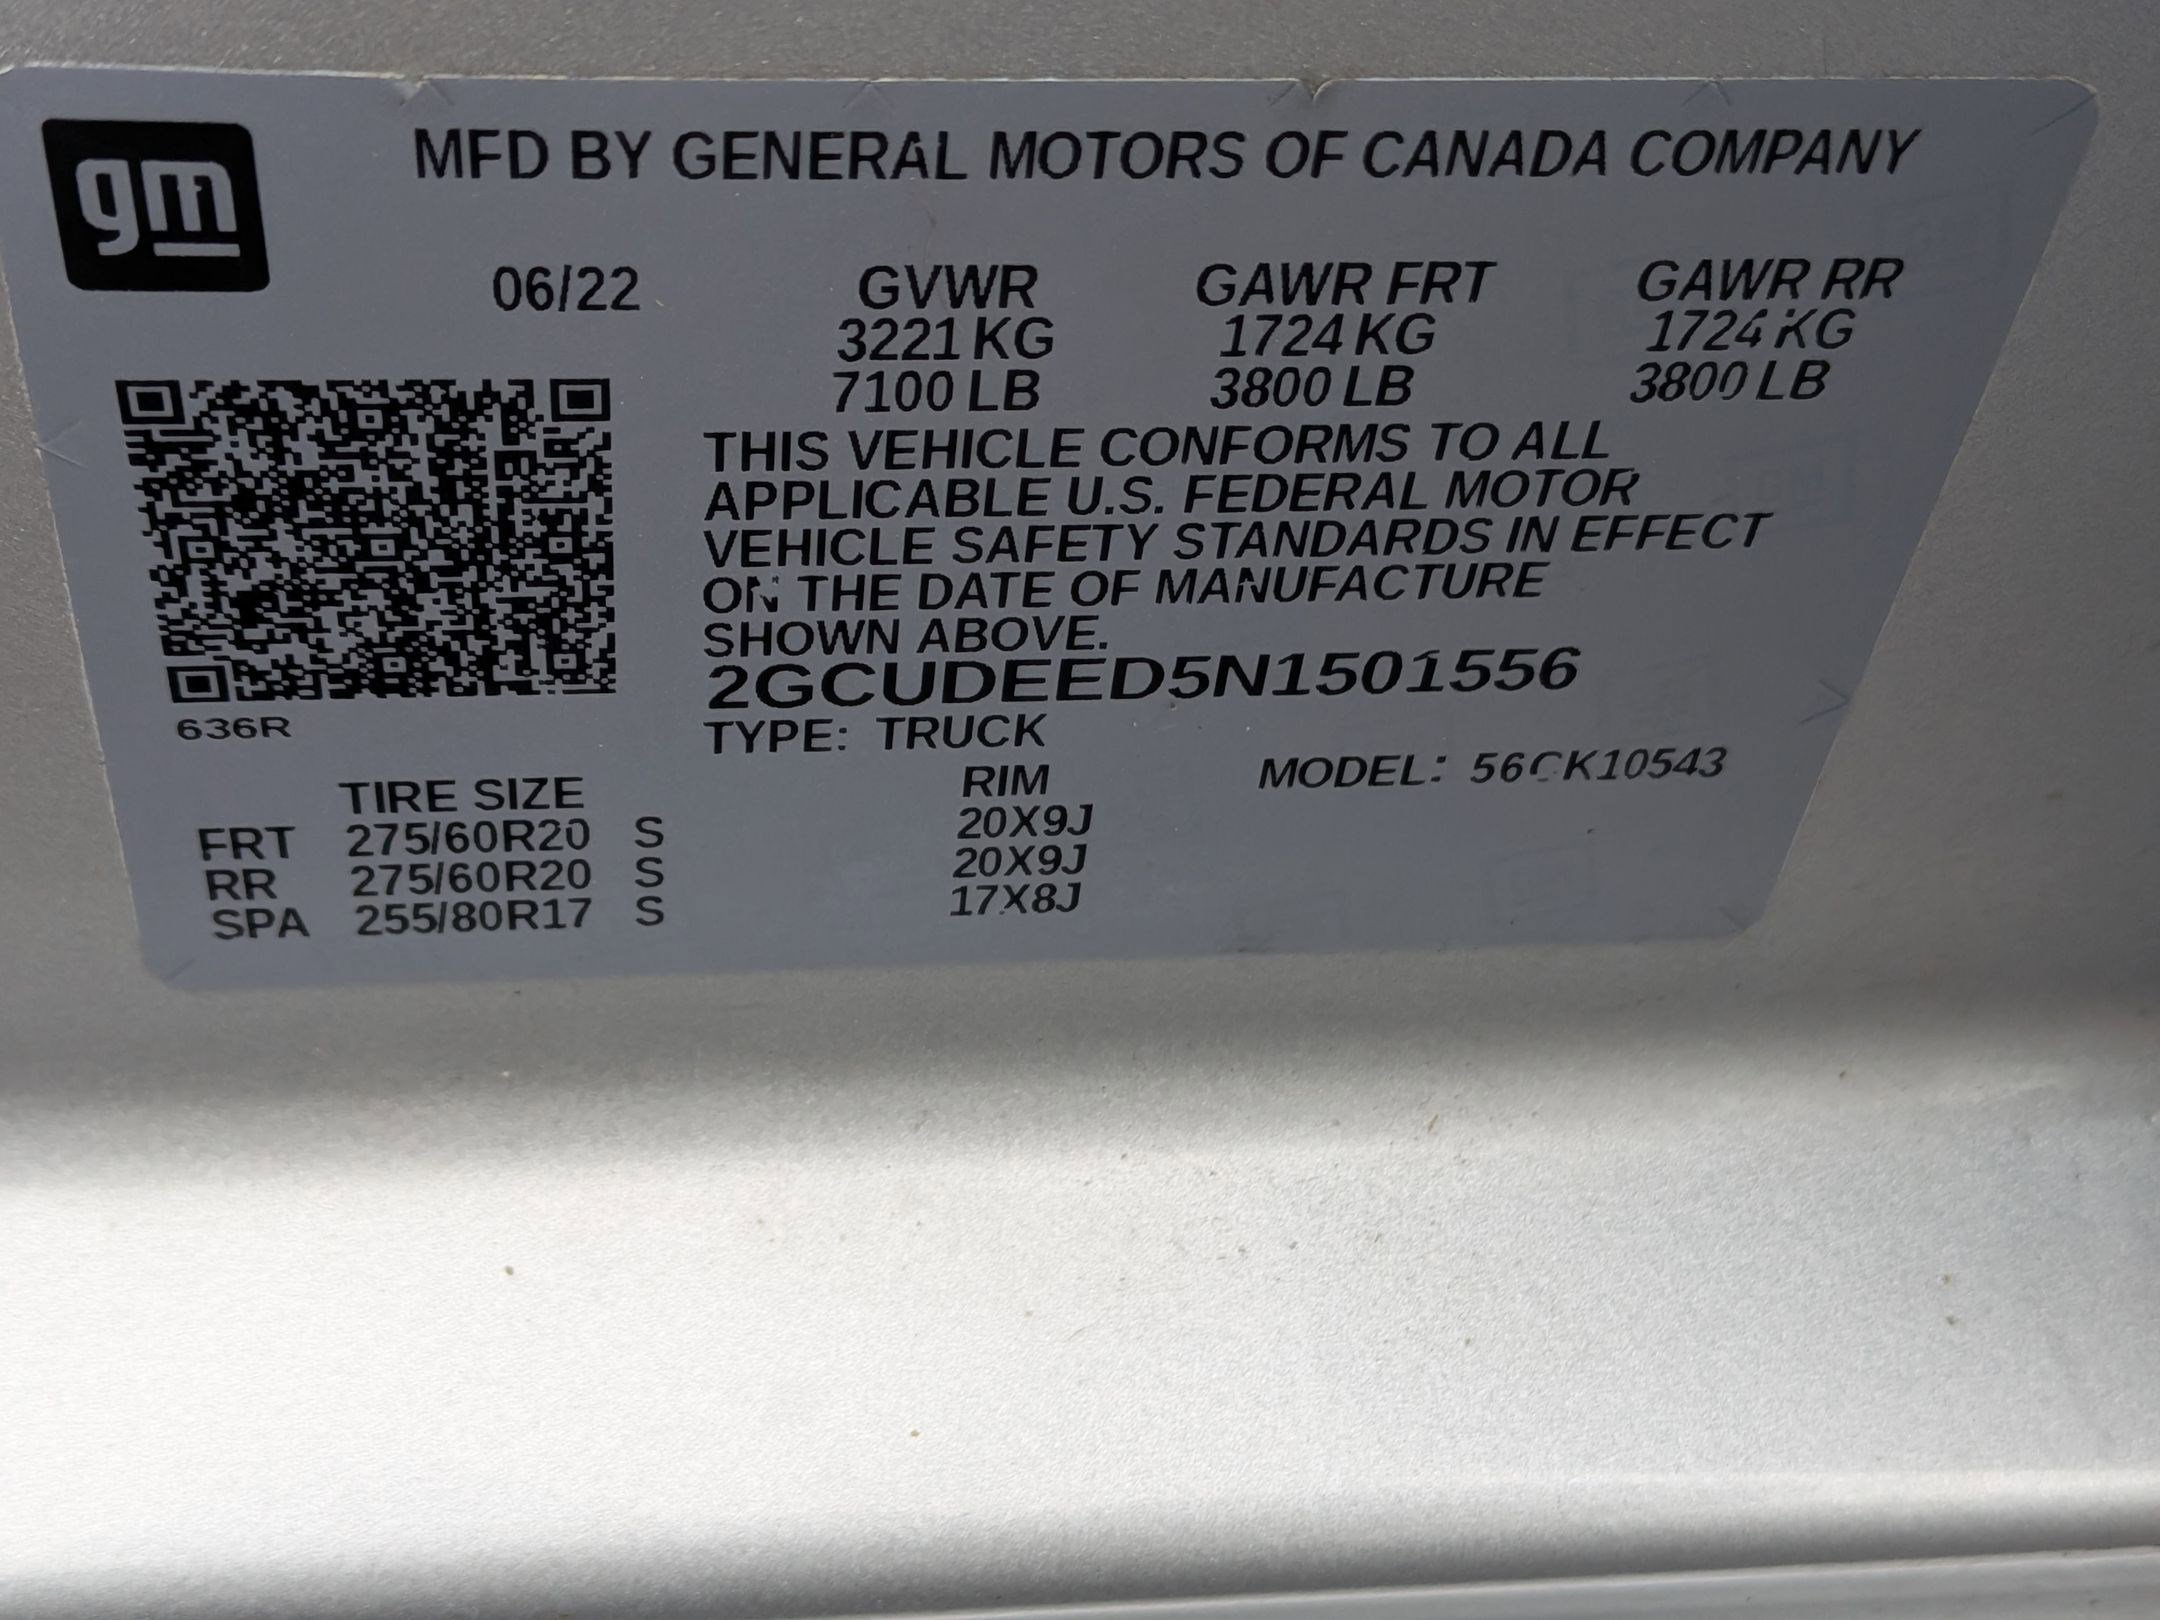 gm
MFD BY GENERAL MOTORS OF CANADA COMPANY
06/22
GVWR GAWR FRT GAWR RR
3221 KG 1724 KG 1724 KG
7100 LB 3800 LB 3800 LB
THIS VEHICLE CONFORMS TO ALL
APPLICABLE U.S. FEDERAL MOTOR
VEHICLE SAFETY STANDARDS IN EFFECT
ON THE DATE OF MANUFACTURE
SHOWN ABOVE.
2GCUDEED5N1501556
636R
TYPE: TRUCK
MODEL: 56CK10543
TIRE SIZE RIM
FRT 275/60R20 S 20X9J
RR 275/60R20 S 20X9J
SPA 255/80R17 S 17X8J